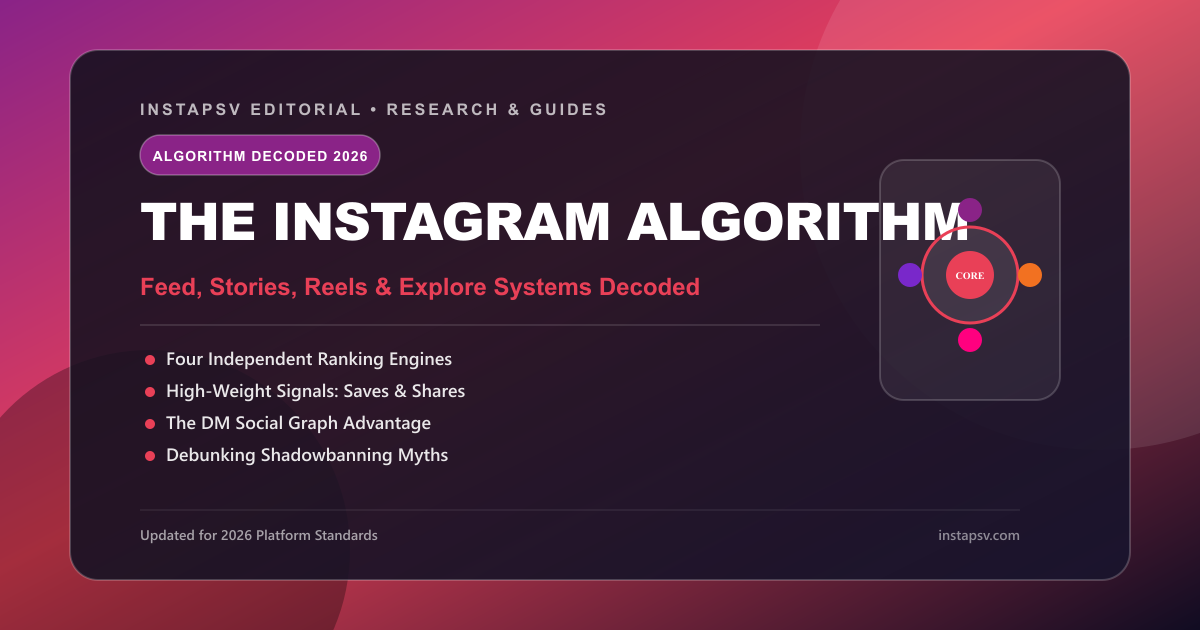 INSTAPSV EDITORIAL • RESEARCH & GUIDES
ALGORITHM DECODED 2026
THE INSTAGRAM ALGORITHM
Feed, Stories, Reels & Explore Systems Decoded
CORE
Four Independent Ranking Engines
High-Weight Signals: Saves & Shares
The DM Social Graph Advantage
Debunking Shadowbanning Myths
Updated for 2026 Platform Standards
instapsv.com